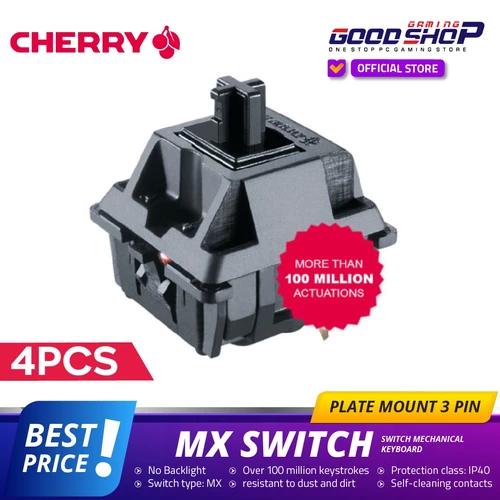 CHERRY
GAMING
GOODSHOP
ONE STOP PC GAMING STORE
OFFICIAL STORE
CHERRY
MORE THAN
100 MILLION
ACTUATIONS
4PCS
PLATE MOUNT 3 PIN
BEST
PRICE!
MX SWITCH
SWITCH MECHANICAL
KEYBOARD
• No Backlight
• Switch type: MX
• Over 100 million keystrokes
• resistant to dust and dirt
• Protection class: IP40
• Self-cleaning contacts